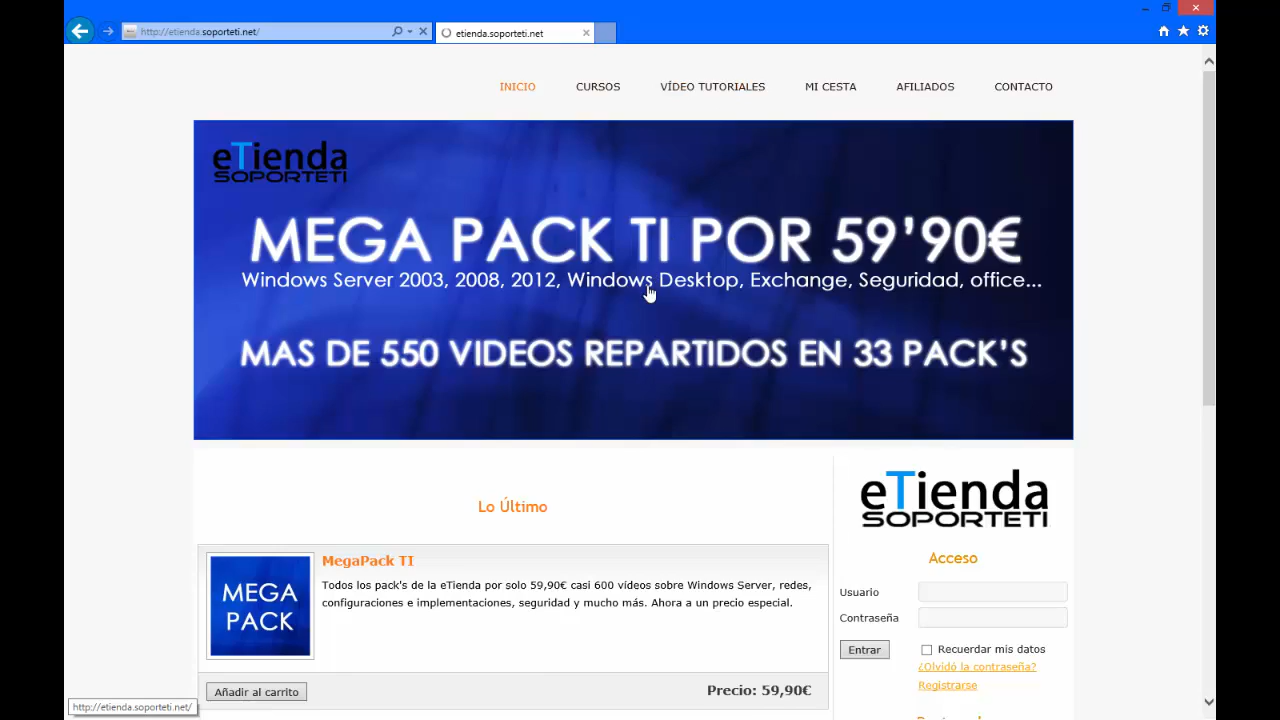 http://etienda.soporteti.net/
etienda.soporteti.net
INICIO CURSOS VÍDEO TUTORIALES MI CESTA AFILIADOS CONTACTO
eTienda
SOPORTETI
MEGA PACK TI POR 59'90€
Windows Server 2003, 2008, 2012, Windows Desktop, Exchange, Seguridad, office...
MAS DE 550 VIDEOS REPARTIDOS EN 33 PACK'S
Lo Último
MEGA
PACK
MegaPack TI
Todos los pack's de la eTienda por solo 59,90€ casi 600 vídeos sobre Windows Server, redes,
configuraciones e implementaciones, seguridad y mucho más. Ahora a un precio especial.
Añadir al carrito
Precio: 59,90€
eTienda
SOPORTETI
Acceso
Usuario
Contraseña
Entrar
Recuerdar mis datos
¿Olvidó la contraseña?
Registrarse
http://etienda.soporteti.net/